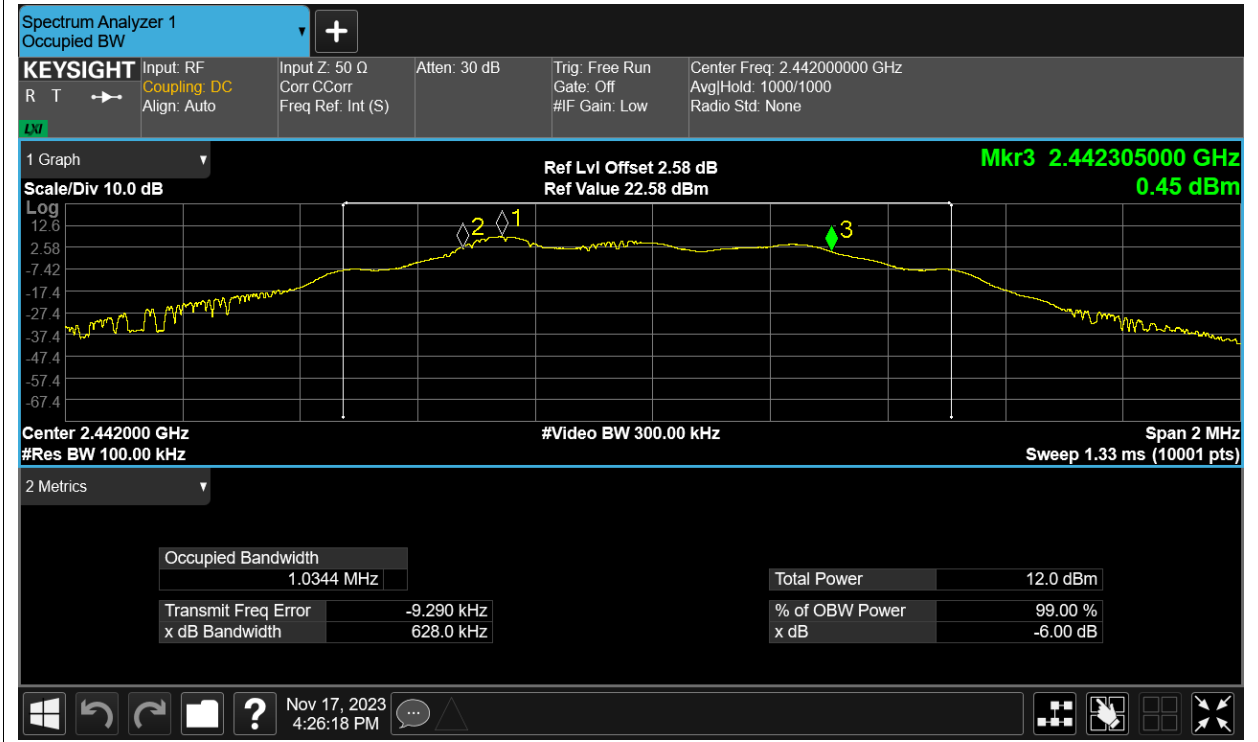 Spectrum Analyzer 1
Occupied BW
KEYSIGHT
R T
LXI
Input: RF
Coupling: DC
Align: Auto
Input Z: 50 Ω
Corr CCorr
Freq Ref: Int (S)
Atten: 30 dB
Trig: Free Run
Gate: Off
#IF Gain: Low
Center Freq: 2.442000000 GHz
Avg|Hold: 1000/1000
Radio Std: None
1 Graph
Scale/Div 10.0 dB
Ref Lvl Offset 2.58 dB
Ref Value 22.58 dBm
Mkr3 2.442305000 GHz
0.45 dBm
Log
12.6
2.58
-7.42
-17.4
-27.4
-37.4
-47.4
-57.4
-67.4
2
1
3
Center 2.442000 GHz
#Video BW 300.00 kHz
Span 2 MHz
#Res BW 100.00 kHz
Sweep 1.33 ms (10001 pts)
2 Metrics
Occupied Bandwidth
1.0344 MHz
Total Power 12.0 dBm
Transmit Freq Error -9.290 kHz
% of OBW Power 99.00 %
x dB Bandwidth 628.0 kHz
x dB -6.00 dB
?
Nov 17, 2023
4:26:18 PM